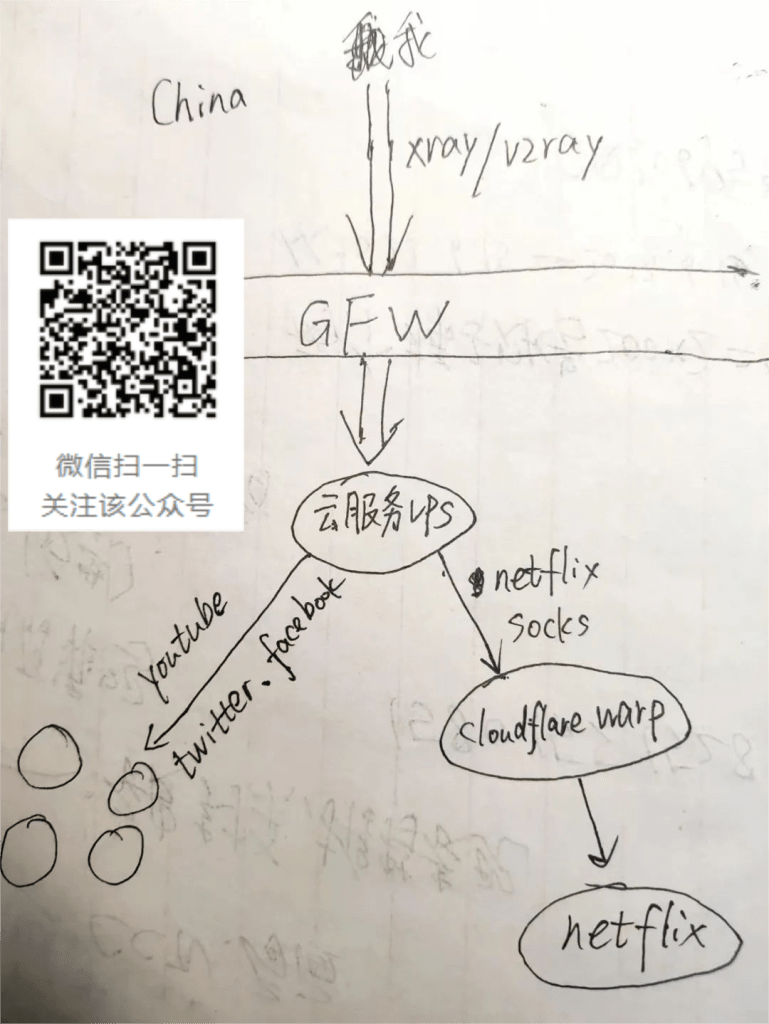 我
China
xray/v2ray
GFW
微信扫一扫
关注该公众号
云服务vps
youtube
twitter、facebook
netflix
socks
cloudflare warp
netflix